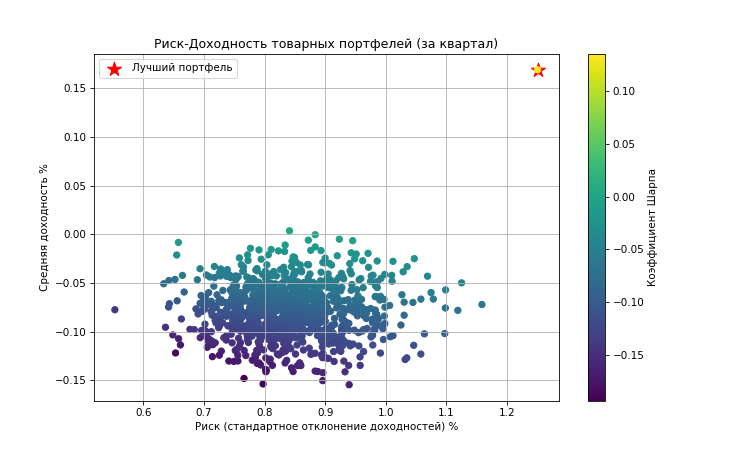 Риск-Доходность товарных портфелей (за квартал)
Лучший портфель
Средняя доходность %
0.15
0.10
0.05
0.00
−0.05
−0.10
−0.15
0.6 0.7 0.8 0.9 1.0 1.1 1.2
Риск (стандартное отклонение доходностей) %
0.10
0.05
0.00
−0.05
−0.10
−0.15
Коэффициент Шарпа